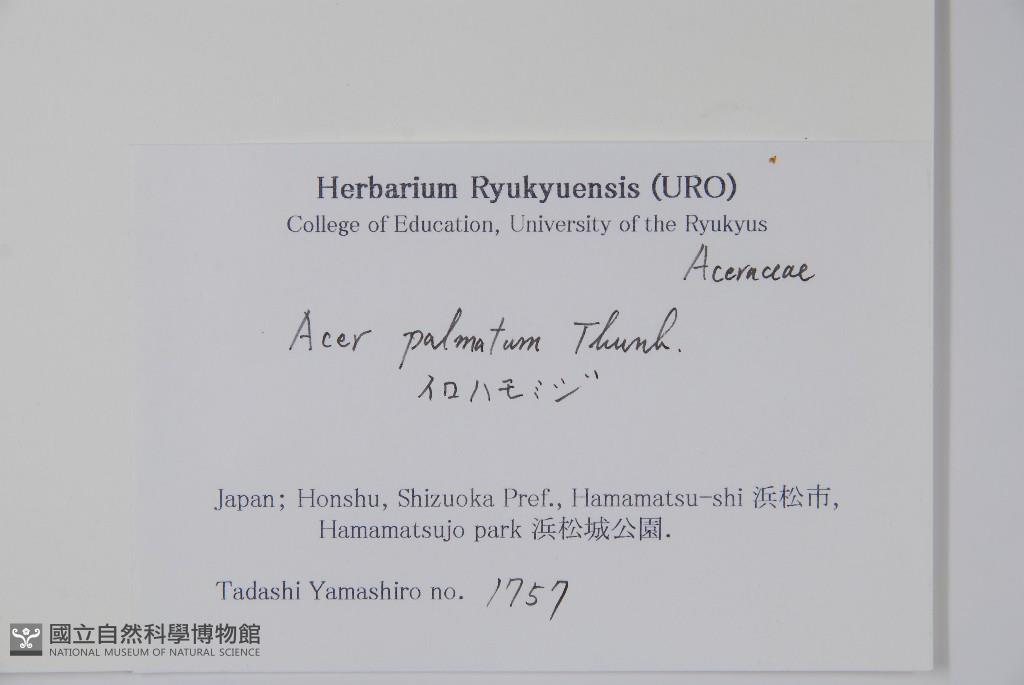 Herbarium Ryukyuensis (URO)
College of Education, University of the Ryukyus
Aceraceae
Acer palmatum Thunb.
イロハモミジ
Japan; Honshu, Shizuoka Pref., Hamamatsu-shi 浜松市,
Hamamatsujo park 浜松城公園.
Tadashi Yamashiro no. 1757
國立自然科學博物館
NATIONAL MUSEUM OF NATURAL SCIENCE